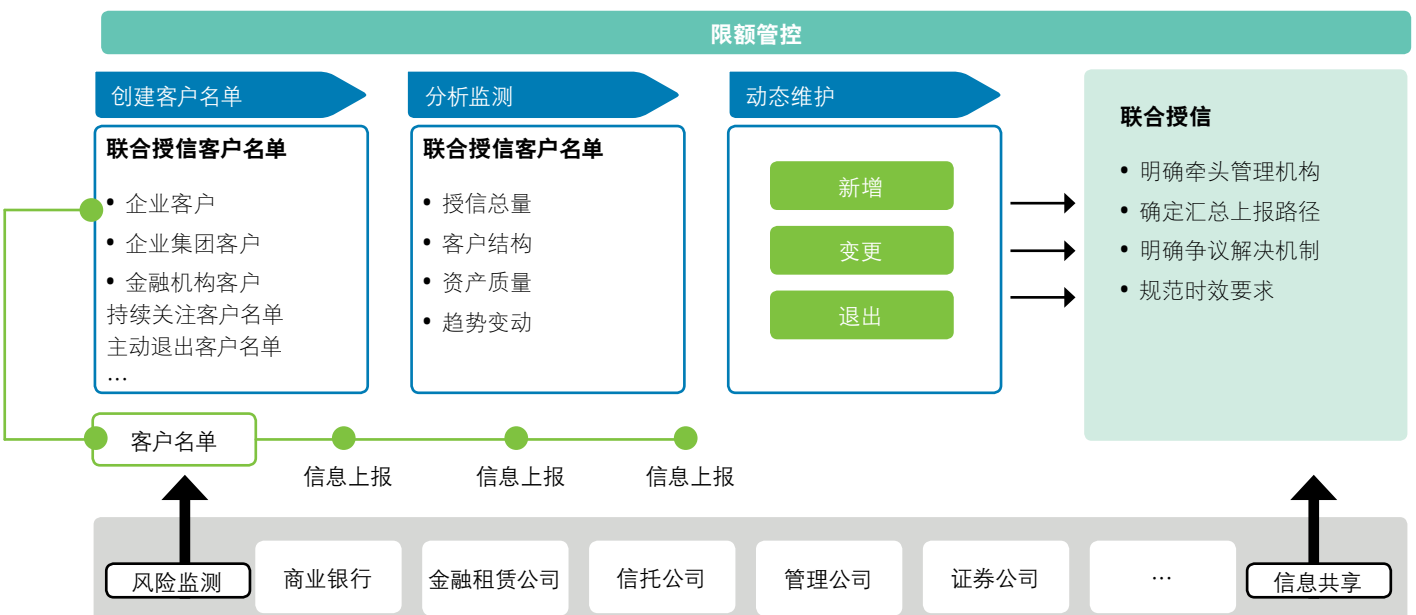 限额管控
创建客户名单
联合授信客户名单
• 企业客户
• 企业集团客户
• 金融机构客户
持续关注客户名单
主动退出客户名单
…
分析监测
联合授信客户名单
• 授信总量
• 客户结构
• 资产质量
• 趋势变动
动态维护
新增
变更
退出
联合授信
• 明确牵头管理机构
• 确定汇总上报路径
• 明确争议解决机制
• 规范时效要求
客户名单
信息上报
信息上报
信息上报
风险监测
商业银行
金融租赁公司
信托公司
管理公司
证券公司
…
信息共享